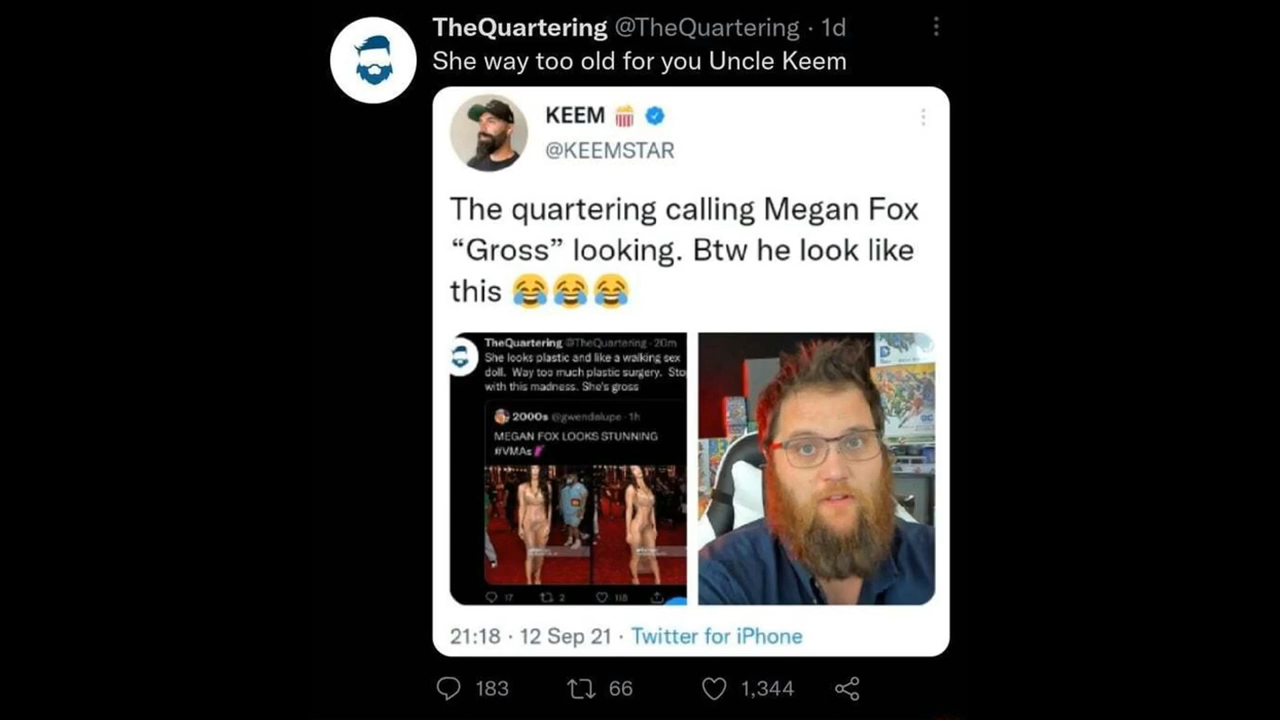 TheQuartering @TheQuartering · 1d
She way too old for you Uncle Keem
KEEM 🍿
@KEEMSTAR
The quartering calling Megan Fox
“Gross” looking. Btw he look like
this 😂😂😂
TheQuartering @TheQuartering · 20m
She looks plastic and like a walking sex
doll. Way too much plastic surgery. Sto
with this madness. She's gross
2000s @gwendalupe · 1h
MEGAN FOX LOOKS STUNNING
#VMAs
17 2 118
DC
21:18 · 12 Sep 21 · Twitter for iPhone
183 66 1,344